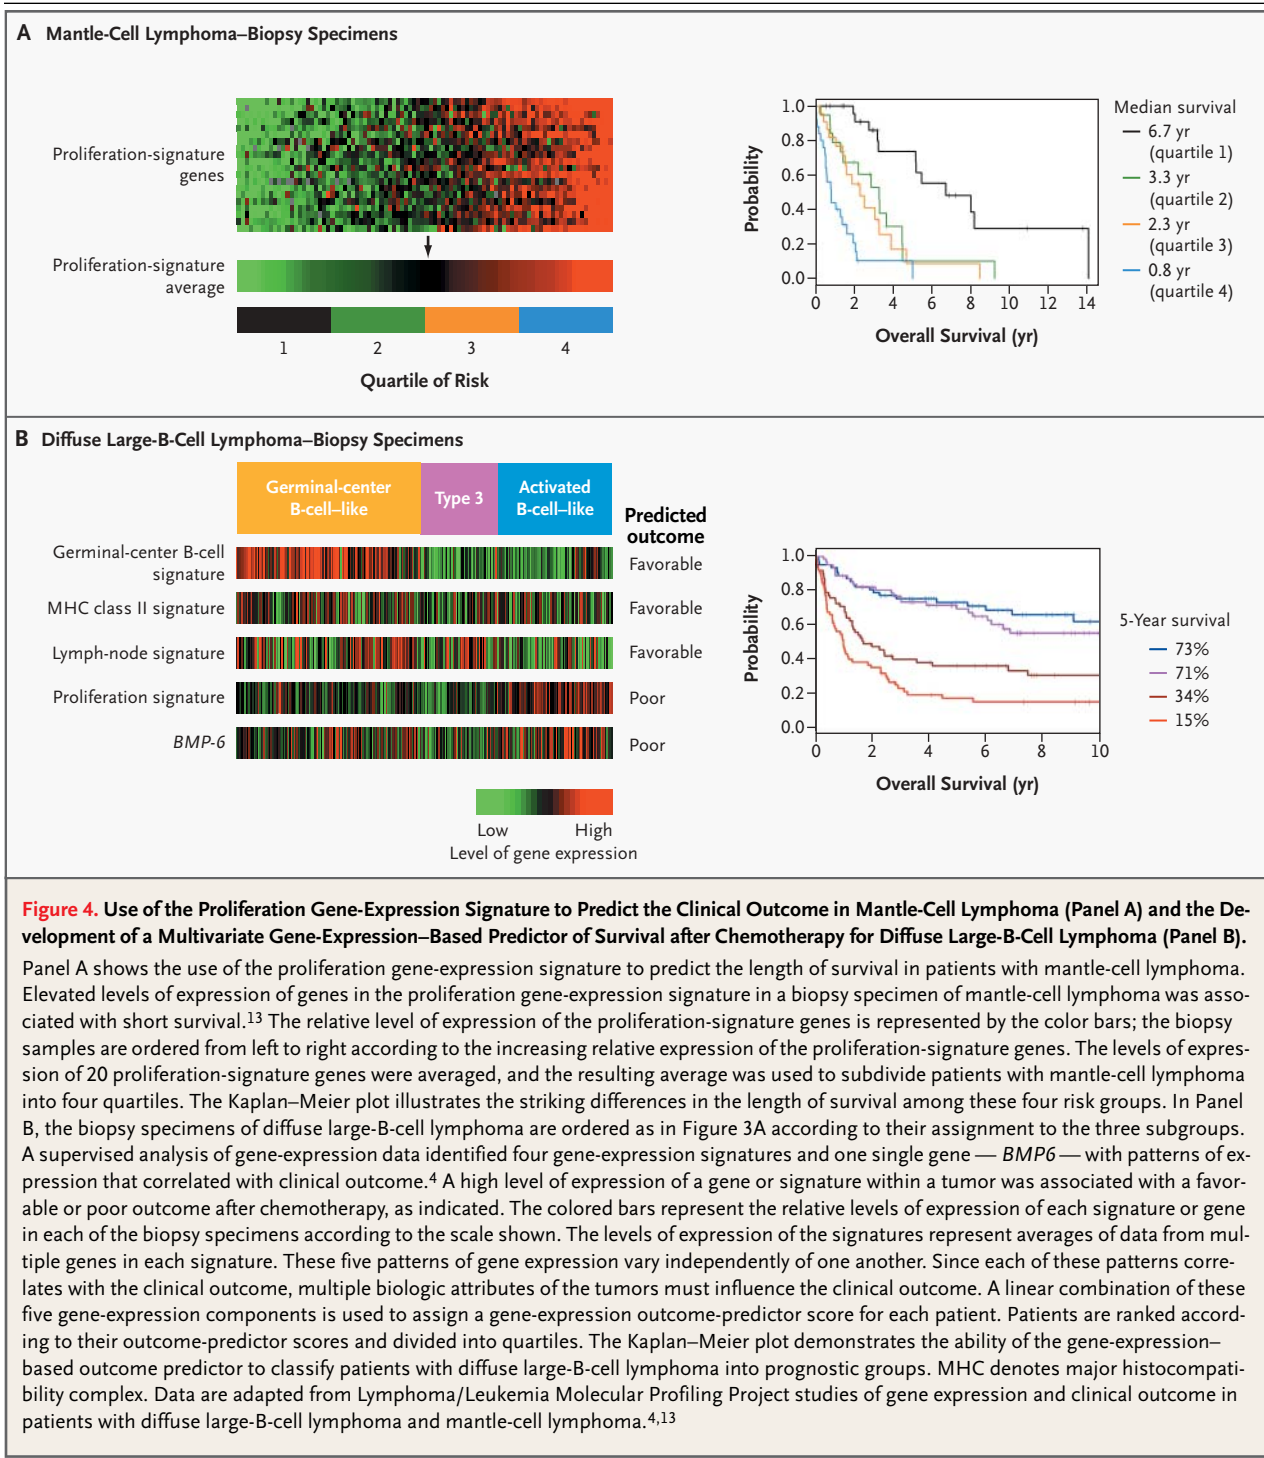 A Mantle-Cell Lymphoma–Biopsy Specimens
Proliferation-signature
genes
Proliferation-signature
average
1 2 3 4
Quartile of Risk
Probability
1.0
0.8
0.6
0.4
0.2
0.0
0 2 4 6 8 10 12 14
Overall Survival (yr)
Median survival
6.7 yr
(quartile 1)
3.3 yr
(quartile 2)
2.3 yr
(quartile 3)
0.8 yr
(quartile 4)
B Diffuse Large-B-Cell Lymphoma–Biopsy Specimens
Germinal-center
B-cell–like
Type 3
Activated
B-cell–like
Predicted
outcome
Germinal-center B-cell
signature
Favorable
MHC class II signature
Favorable
Lymph-node signature
Favorable
Proliferation signature
Poor
BMP-6
Poor
Low High
Level of gene expression
Probability
1.0
0.8
0.6
0.4
0.2
0.0
0 2 4 6 8 10
Overall Survival (yr)
5-Year survival
73%
71%
34%
15%
Figure 4. Use of the Proliferation Gene-Expression Signature to Predict the Clinical Outcome in Mantle-Cell Lymphoma (Panel A) and the De-
velopment of a Multivariate Gene-Expression–Based Predictor of Survival after Chemotherapy for Diffuse Large-B-Cell Lymphoma (Panel B).
Panel A shows the use of the proliferation gene-expression signature to predict the length of survival in patients with mantle-cell lymphoma.
Elevated levels of expression of genes in the proliferation gene-expression signature in a biopsy specimen of mantle-cell lymphoma was asso-
ciated with short survival.13 The relative level of expression of the proliferation-signature genes is represented by the color bars; the biopsy
samples are ordered from left to right according to the increasing relative expression of the proliferation-signature genes. The levels of expres-
sion of 20 proliferation-signature genes were averaged, and the resulting average was used to subdivide patients with mantle-cell lymphoma
into four quartiles. The Kaplan–Meier plot illustrates the striking differences in the length of survival among these four risk groups. In Panel
B, the biopsy specimens of diffuse large-B-cell lymphoma are ordered as in Figure 3A according to their assignment to the three subgroups.
A supervised analysis of gene-expression data identified four gene-expression signatures and one single gene — BMP6 — with patterns of ex-
pression that correlated with clinical outcome.4 A high level of expression of a gene or signature within a tumor was associated with a favor-
able or poor outcome after chemotherapy, as indicated. The colored bars represent the relative levels of expression of each signature or gene
in each of the biopsy specimens according to the scale shown. The levels of expression of the signatures represent averages of data from mul-
tiple genes in each signature. These five patterns of gene expression vary independently of one another. Since each of these patterns corre-
lates with the clinical outcome, multiple biologic attributes of the tumors must influence the clinical outcome. A linear combination of these
five gene-expression components is used to assign a gene-expression outcome-predictor score for each patient. Patients are ranked accord-
ing to their outcome-predictor scores and divided into quartiles. The Kaplan–Meier plot demonstrates the ability of the gene-expression–
based outcome predictor to classify patients with diffuse large-B-cell lymphoma into prognostic groups. MHC denotes major histocompati-
bility complex. Data are adapted from Lymphoma/Leukemia Molecular Profiling Project studies of gene expression and clinical outcome in
patients with diffuse large-B-cell lymphoma and mantle-cell lymphoma.4,13